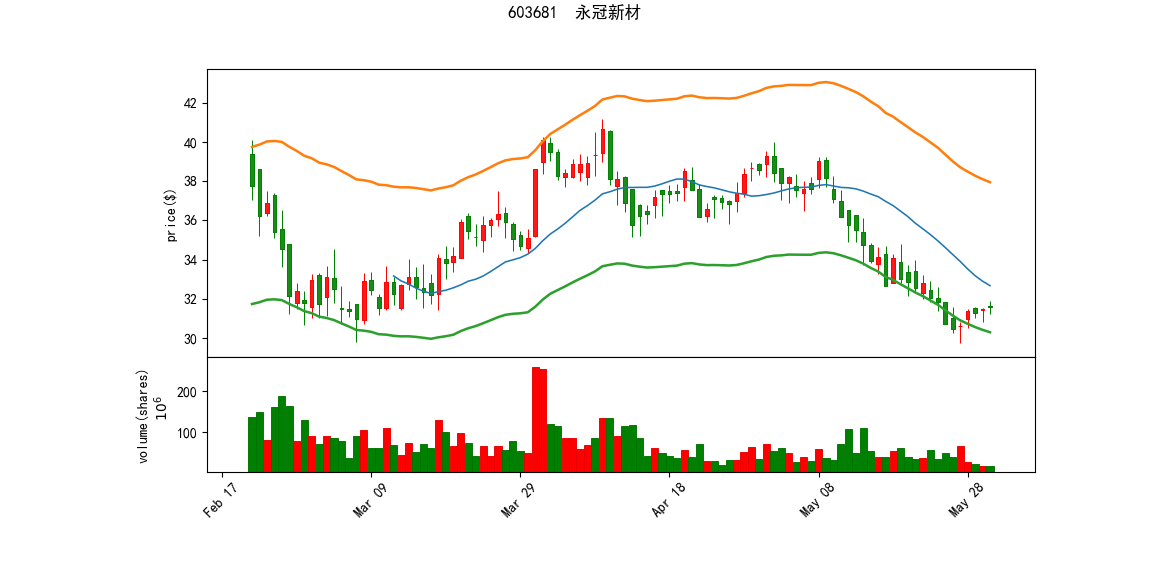 603681 永冠新材
price($)
42
40
38
36
34
32
30
volume(shares)
10^6
200
100
Feb 17
Mar 09
Mar 29
Apr 18
May 08
May 28